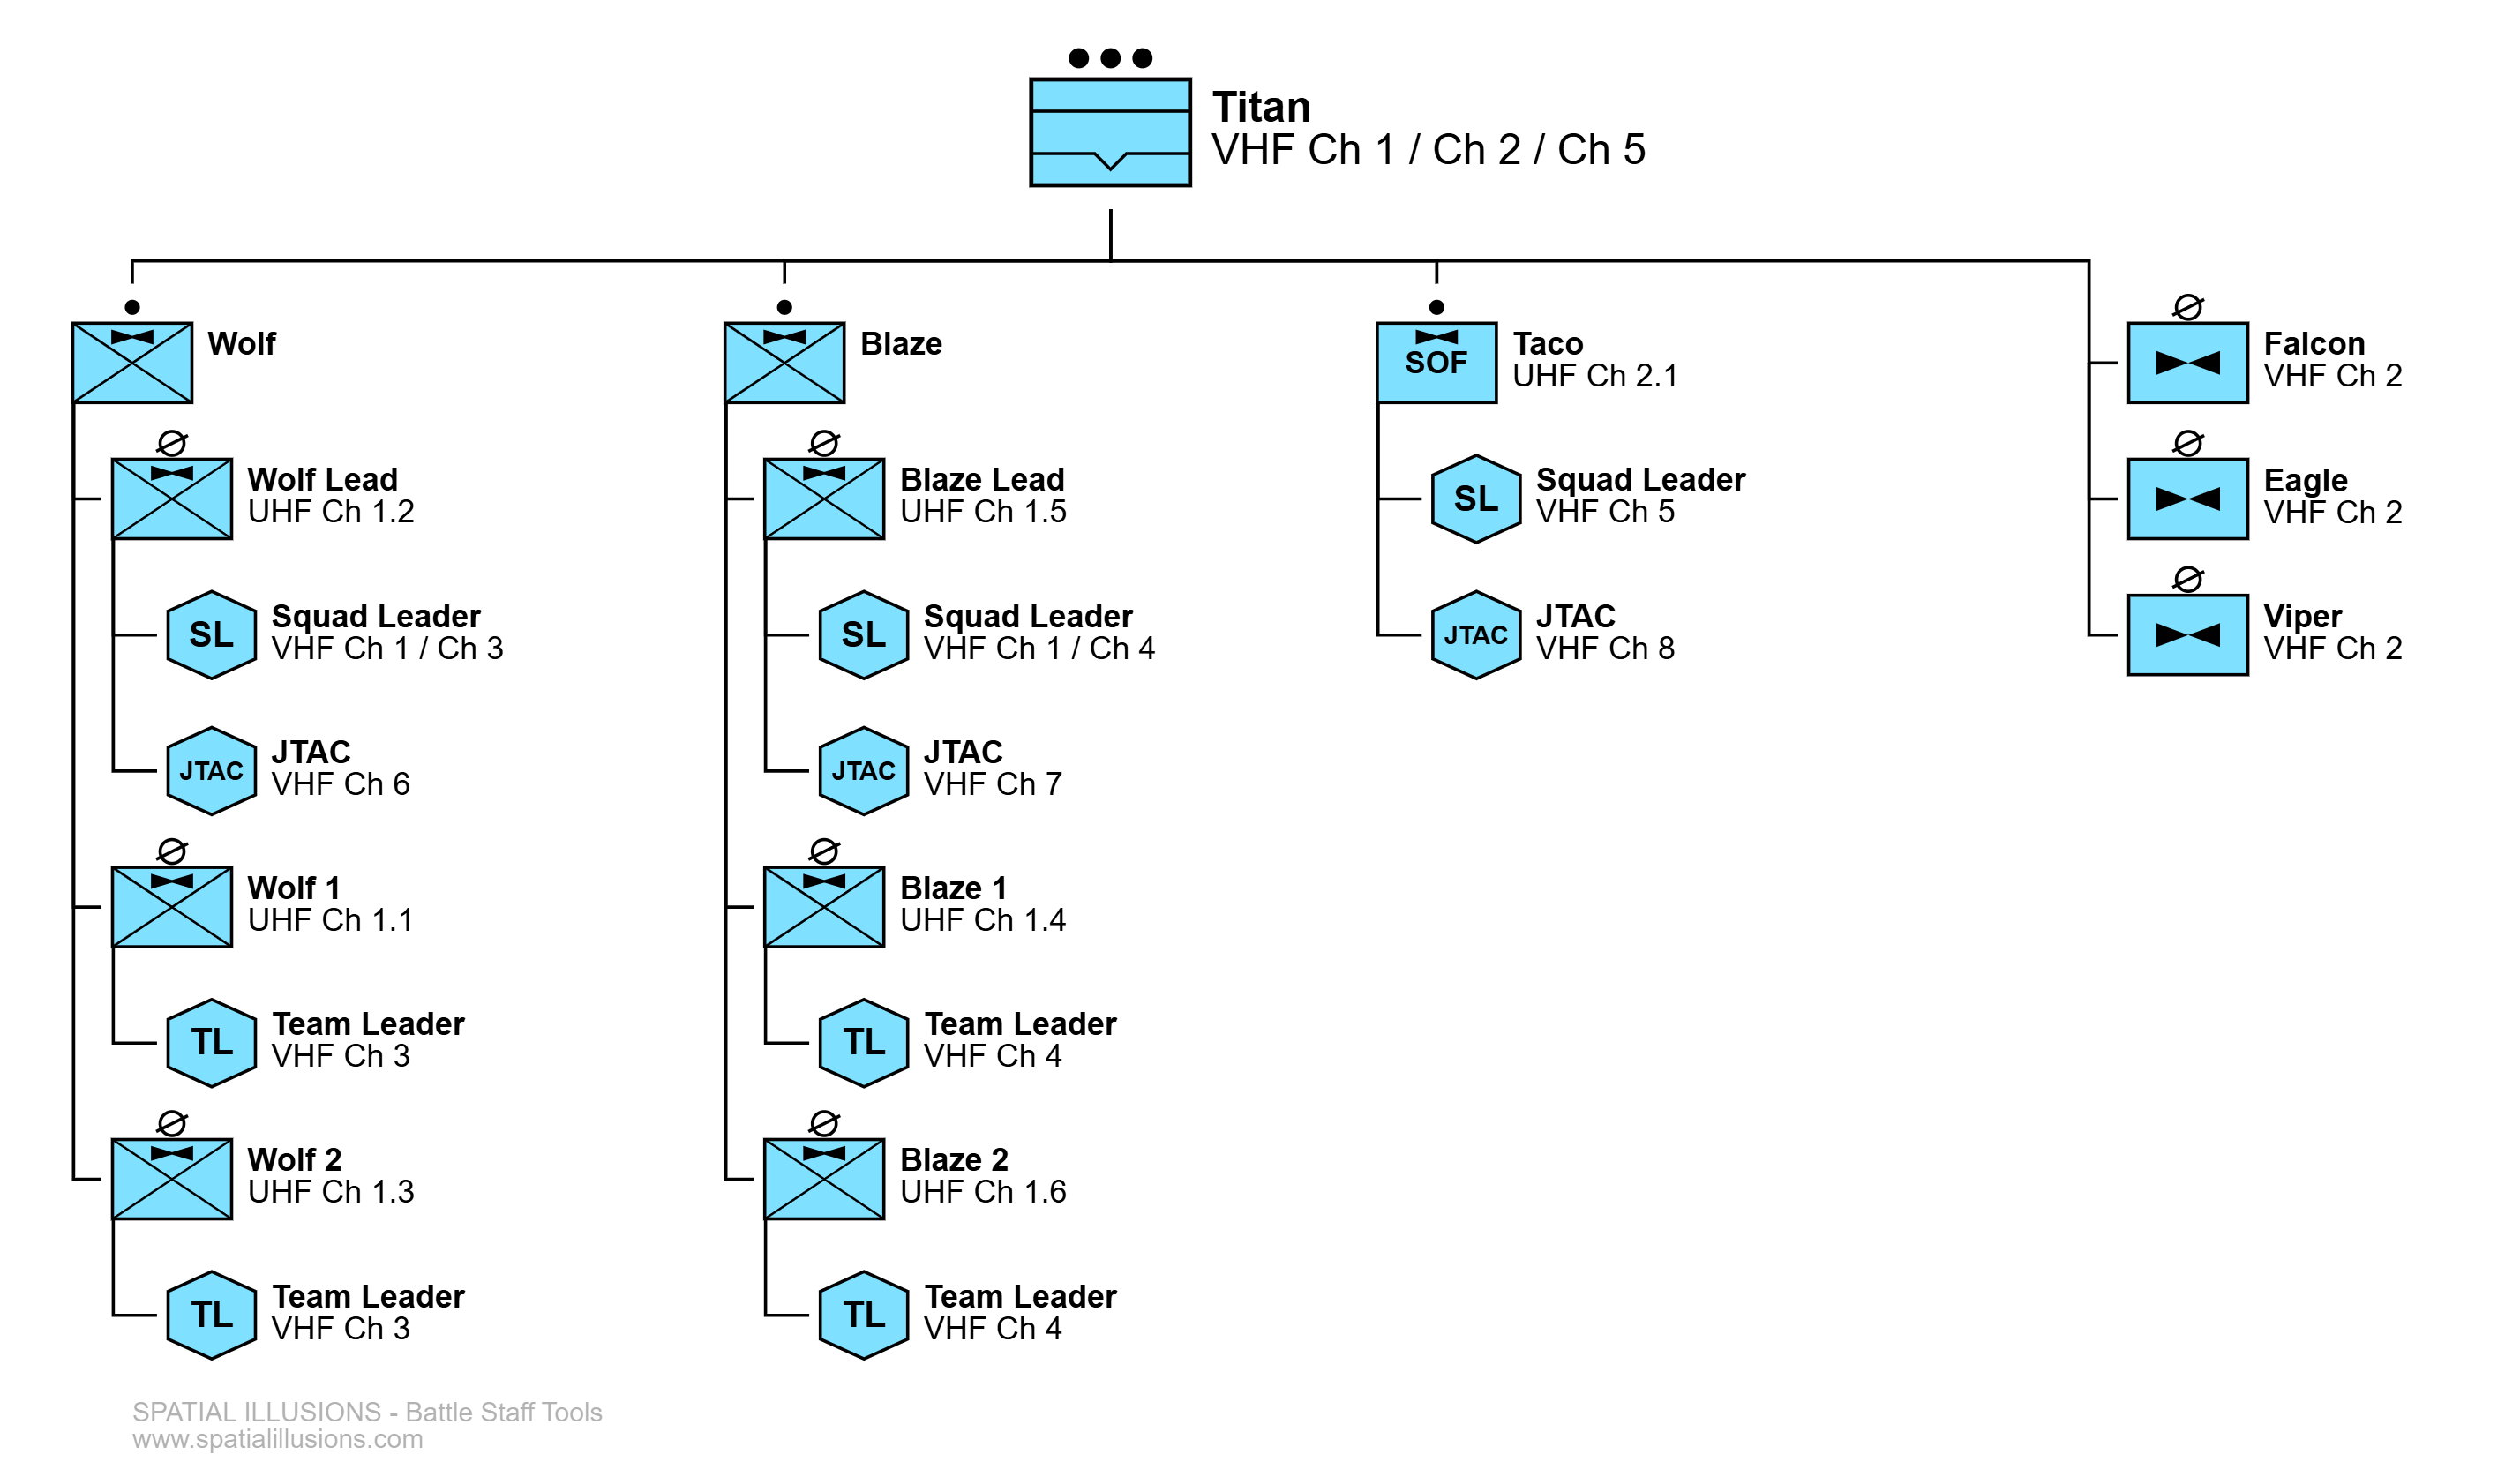 Titan
VHF Ch 1 / Ch 2 / Ch 5
Wolf
Wolf Lead
UHF Ch 1.2
SL
Squad Leader
VHF Ch 1 / Ch 3
JTAC
JTAC
VHF Ch 6
Wolf 1
UHF Ch 1.1
TL
Team Leader
VHF Ch 3
Wolf 2
UHF Ch 1.3
TL
Team Leader
VHF Ch 3
Blaze
Blaze Lead
UHF Ch 1.5
SL
Squad Leader
VHF Ch 1 / Ch 4
JTAC
JTAC
VHF Ch 7
Blaze 1
UHF Ch 1.4
TL
Team Leader
VHF Ch 4
Blaze 2
UHF Ch 1.6
TL
Team Leader
VHF Ch 4
SOF
Taco
UHF Ch 2.1
SL
Squad Leader
VHF Ch 5
JTAC
JTAC
VHF Ch 8
Falcon
VHF Ch 2
Eagle
VHF Ch 2
Viper
VHF Ch 2
SPATIAL ILLUSIONS - Battle Staff Tools
www.spatialillusions.com